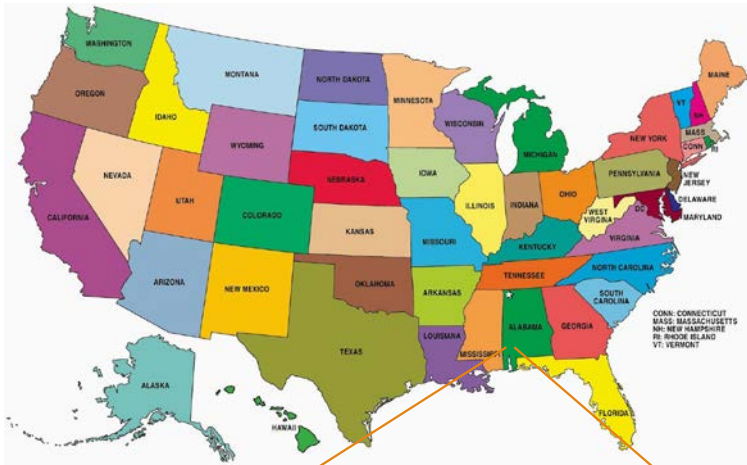 WASHINGTON
OREGON
CALIFORNIA
NEVADA
IDAHO
MONTANA
WYOMING
UTAH
ARIZONA
COLORADO
NEW MEXICO
NORTH DAKOTA
SOUTH DAKOTA
NEBRASKA
KANSAS
OKLAHOMA
TEXAS
MINNESOTA
IOWA
MISSOURI
ARKANSAS
LOUISIANA
WISCONSIN
ILLINOIS
MICHIGAN
INDIANA
OHIO
KENTUCKY
TENNESSEE
MISSISSIPPI
ALABAMA
GEORGIA
FLORIDA
SOUTH
CAROLINA
NORTH CAROLINA
VIRGINIA
WEST
VIRGINIA
DC
PENNSYLVANIA
NEW YORK
VT
NH
MAINE
MASS
CONN
RI
NEW
JERSEY
DELAWARE
MARYLAND
ALASKA
HAWAII
CONN: CONNECTICUT
MASS: MASSACHUSETTS
NH: NEW HAMPSHIRE
RI: RHODE ISLAND
VT: VERMONT